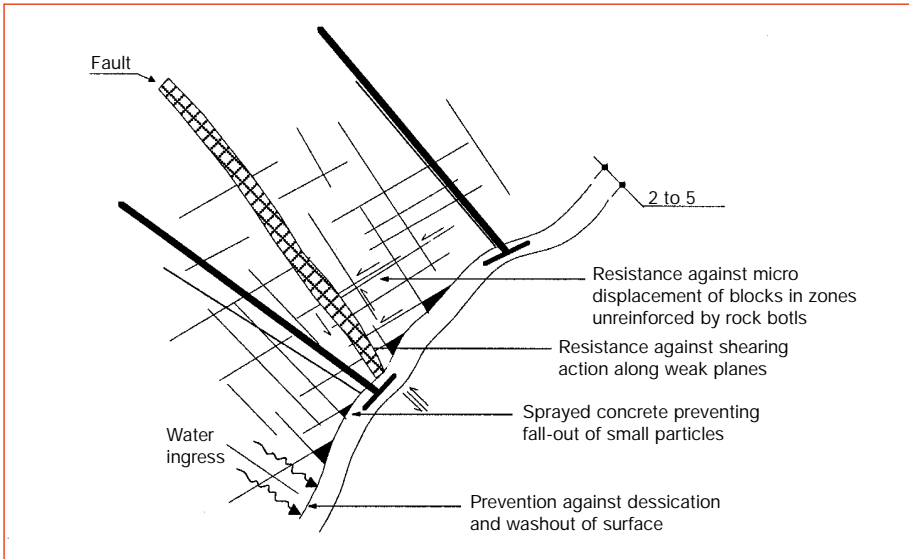 Fault
2 to 5
Resistance against micro
displacement of blocks in zones
unreinforced by rock botls
Resistance against shearing
action along weak planes
Sprayed concrete preventing
fall-out of small particles
Water
ingress
Prevention against dessication
and washout of surface